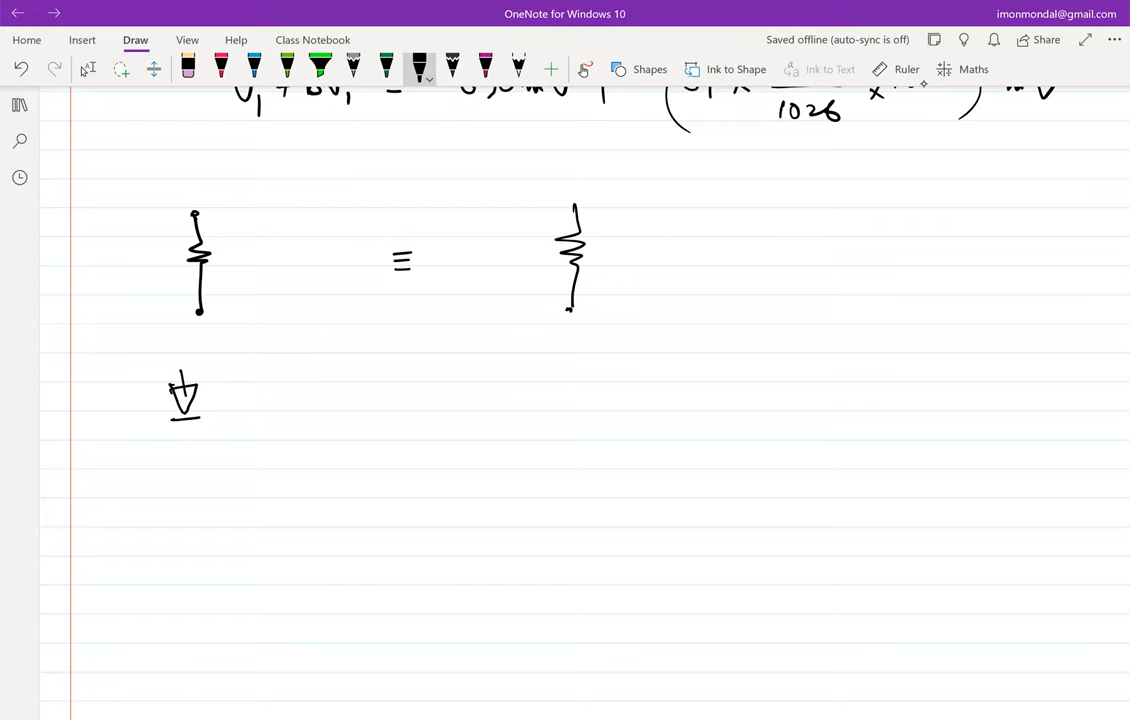 OneNote for Windows 10
imonmondal@gmail.com
Home Insert Draw View Help Class Notebook
Saved offline (auto-sync is off) Share
Shapes Ink to Shape Ink to Text Ruler Maths
1026
≡